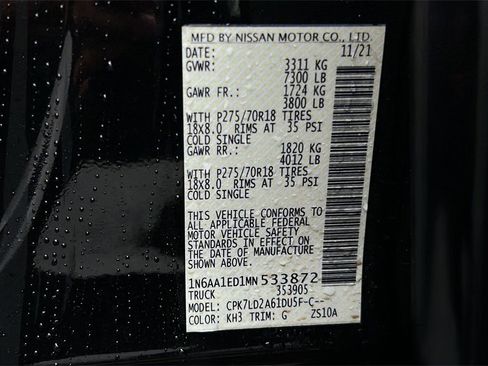 MFD BY NISSAN MOTOR CO., LTD.
DATE: 11/21
GVWR: 3311 KG
7300 LB
GAWR FR.: 1724 KG
3800 LB
WITH P275/70R18 TIRES
18x8.0 RIMS AT 35 PSI
COLD SINGLE
GAWR RR.: 1820 KG
4012 LB
WITH P275/70R18 TIRES
18x8.0 RIMS AT 35 PSI
COLD SINGLE
THIS VEHICLE CONFORMS TO
ALL APPLICABLE FEDERAL
MOTOR VEHICLE SAFETY
STANDARDS IN EFFECT ON
THE DATE OF MANUFACTURE
SHOWN ABOVE.
1N6AA1ED1MN533872
TRUCK 353905
MODEL: CPK7LD2A61DU5F-C--
COLOR: KH3 TRIM: G ZS10A